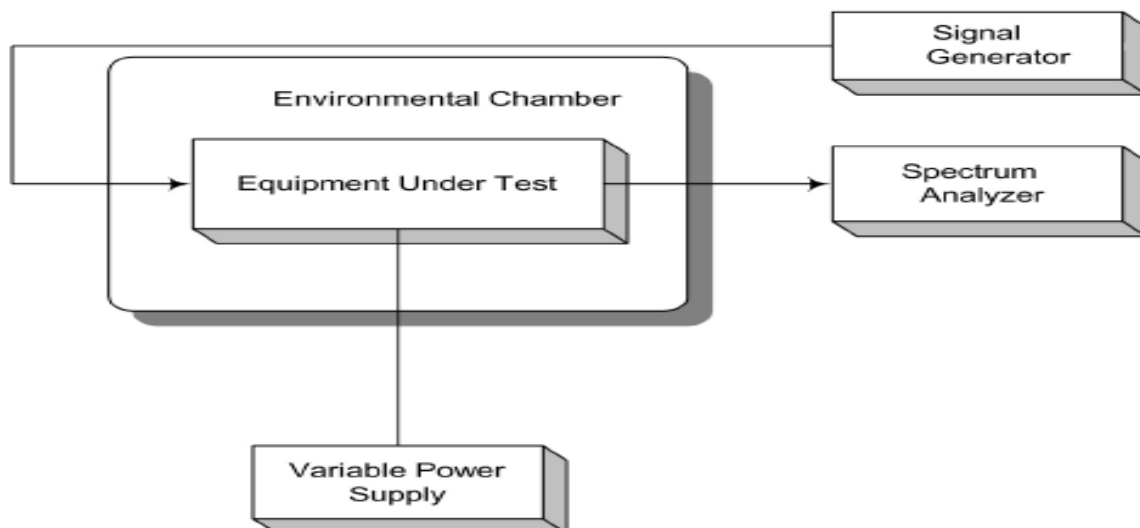 Signal
Generator
Environmental Chamber
Equipment Under Test
Spectrum
Analyzer
Variable Power
Supply